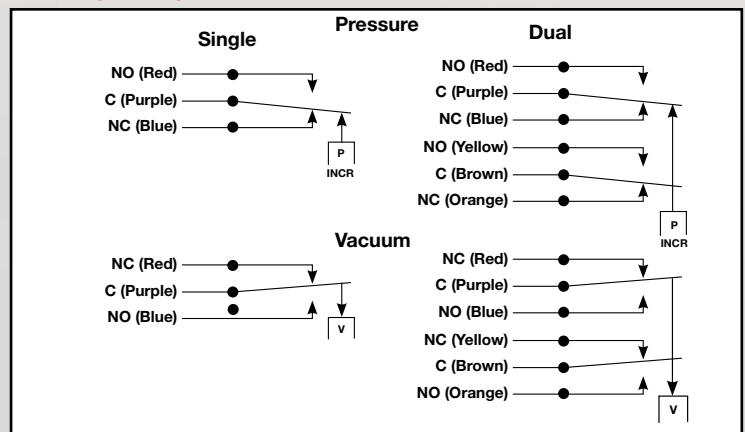 Pressure
Single
NO (Red)
C (Purple)
NC (Blue)
P
INCR
Dual
NO (Red)
C (Purple)
NC (Blue)
NO (Yellow)
C (Brown)
NC (Orange)
P
INCR
Vacuum
NC (Red)
C (Purple)
NO (Blue)
V
NC (Red)
C (Purple)
NO (Blue)
NC (Yellow)
C (Brown)
NO (Orange)
V